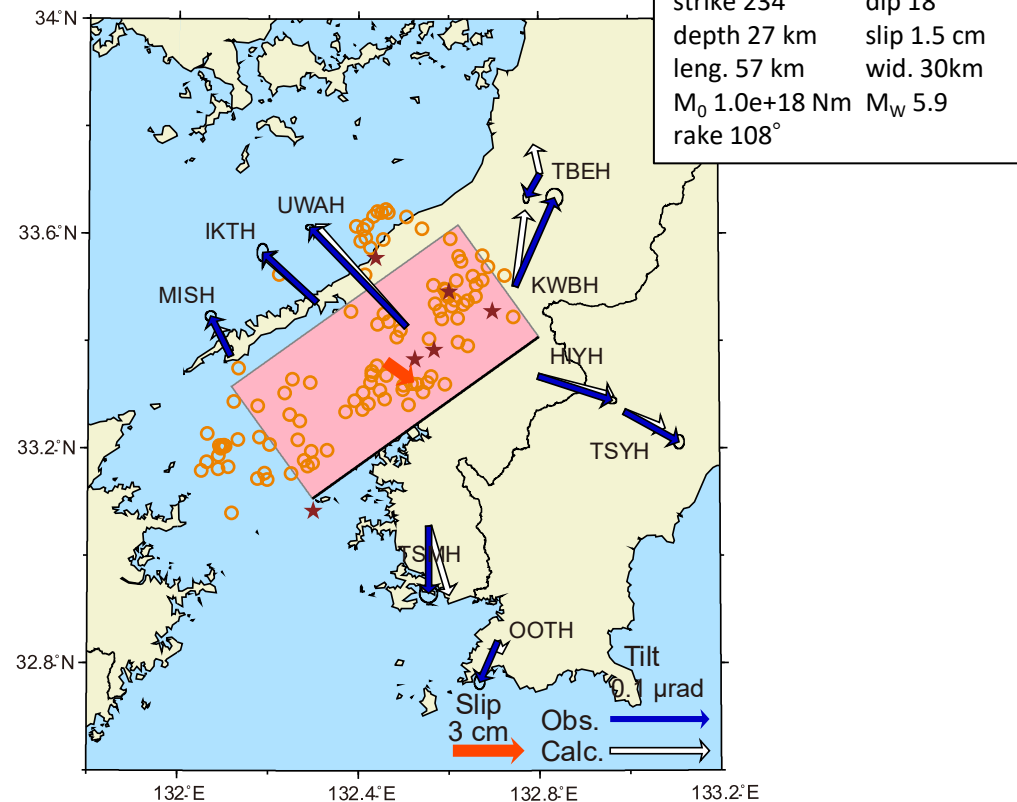 strike 234 dip 18
depth 27 km slip 1.5 cm
leng. 57 km wid. 30km
M₀ 1.0e+18 Nm M_W 5.9
rake 108°
34°N
33.6°N
33.2°N
32.8°N
132°E
132.4°E
132.8°E
133.2°E
TBEH
UWAH
IKTH
KWBH
MISH
HIYH
TSYH
TSMH
OOTH
Tilt
0.1 μrad
Slip
3 cm
Obs.
Calc.